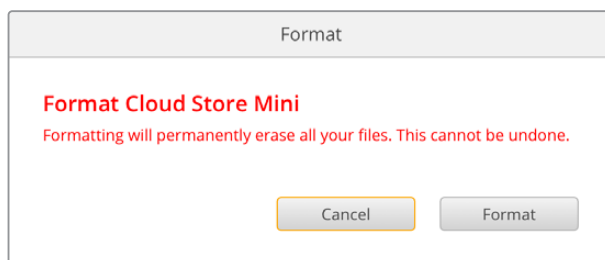 Format
Format Cloud Store Mini
Formatting will permanently erase all your files. This cannot be undone.
Cancel
Format